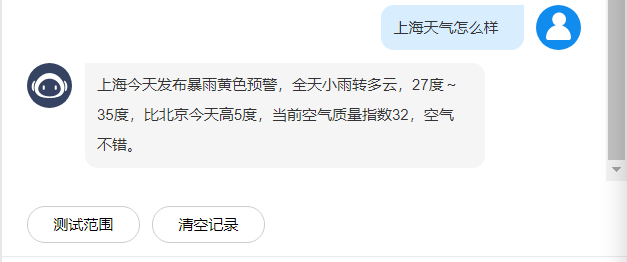 上海天气怎么样
上海今天发布暴雨黄色预警，全天小雨转多云，27度～
35度，比北京今天高5度，当前空气质量指数32，空气
不错。
测试范围
清空记录